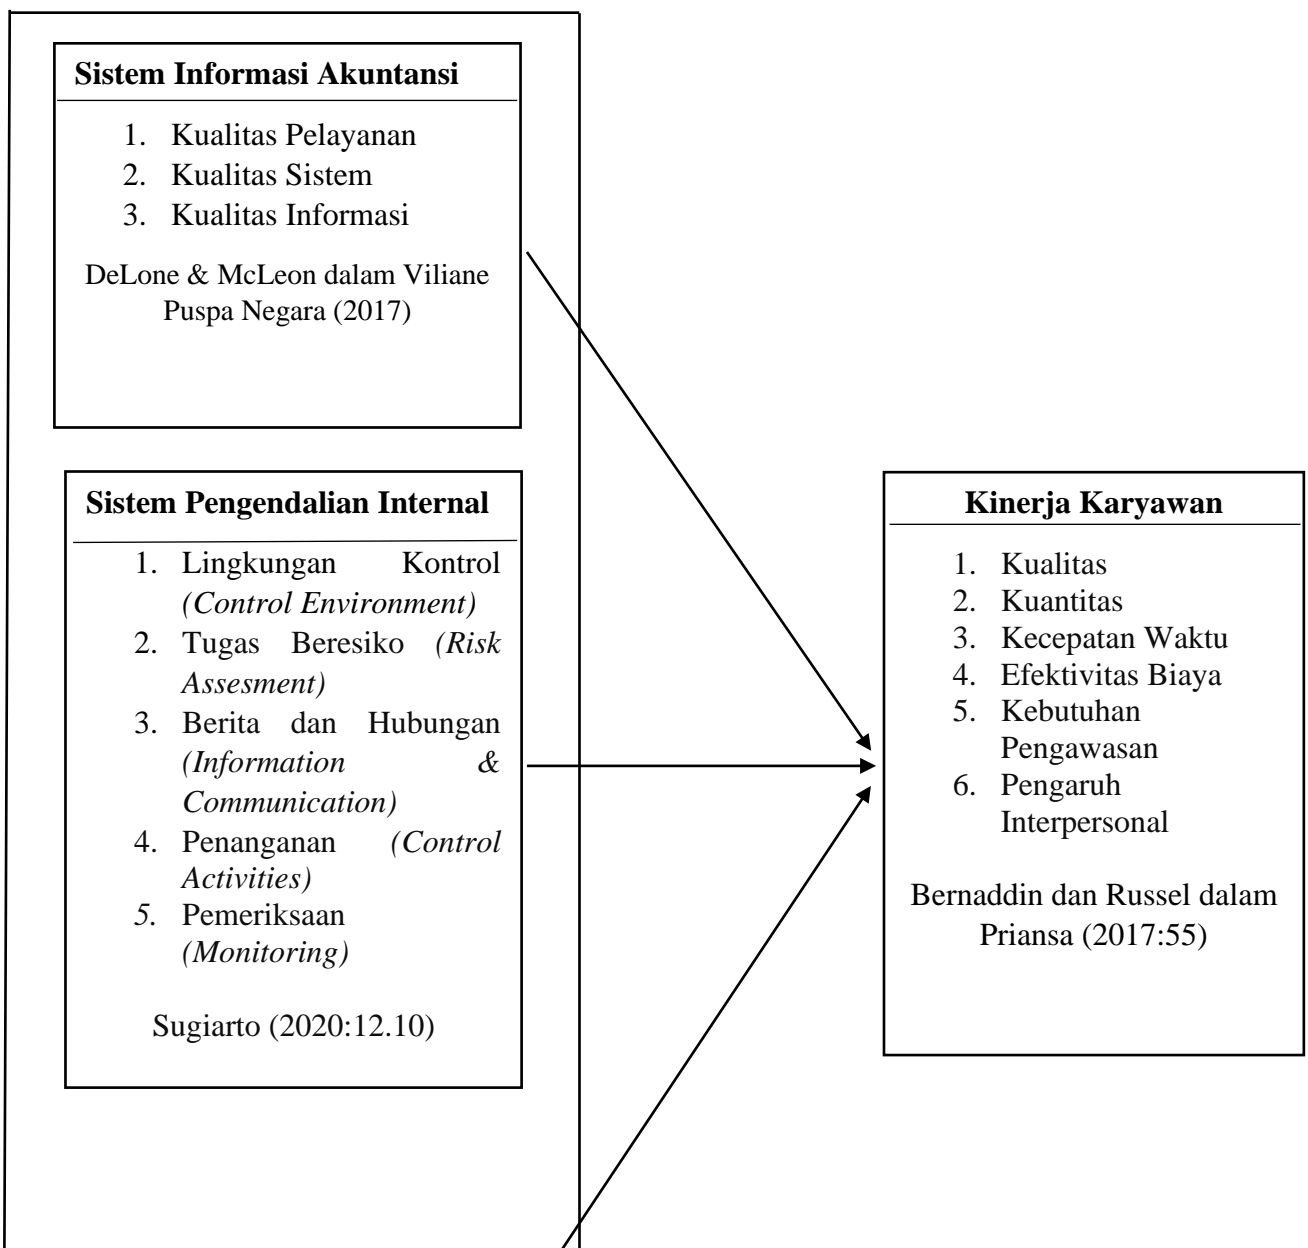 Sistem Informasi Akuntansi
1. Kualitas Pelayanan
2. Kualitas Sistem
3. Kualitas Informasi
DeLone & McLeon dalam Viliane
Puspa Negara (2017)
Sistem Pengendalian Internal
1. Lingkungan Kontrol
(Control Environment)
2. Tugas Beresiko (Risk
Assesment)
3. Berita dan Hubungan
(Information &
Communication)
4. Penanganan (Control
Activities)
5. Pemeriksaan
(Monitoring)
Sugiarto (2020:12.10)
Kinerja Karyawan
1. Kualitas
2. Kuantitas
3. Kecepatan Waktu
4. Efektivitas Biaya
5. Kebutuhan
Pengawasan
6. Pengaruh
Interpersonal
Bernaddin dan Russel dalam
Priansa (2017:55)